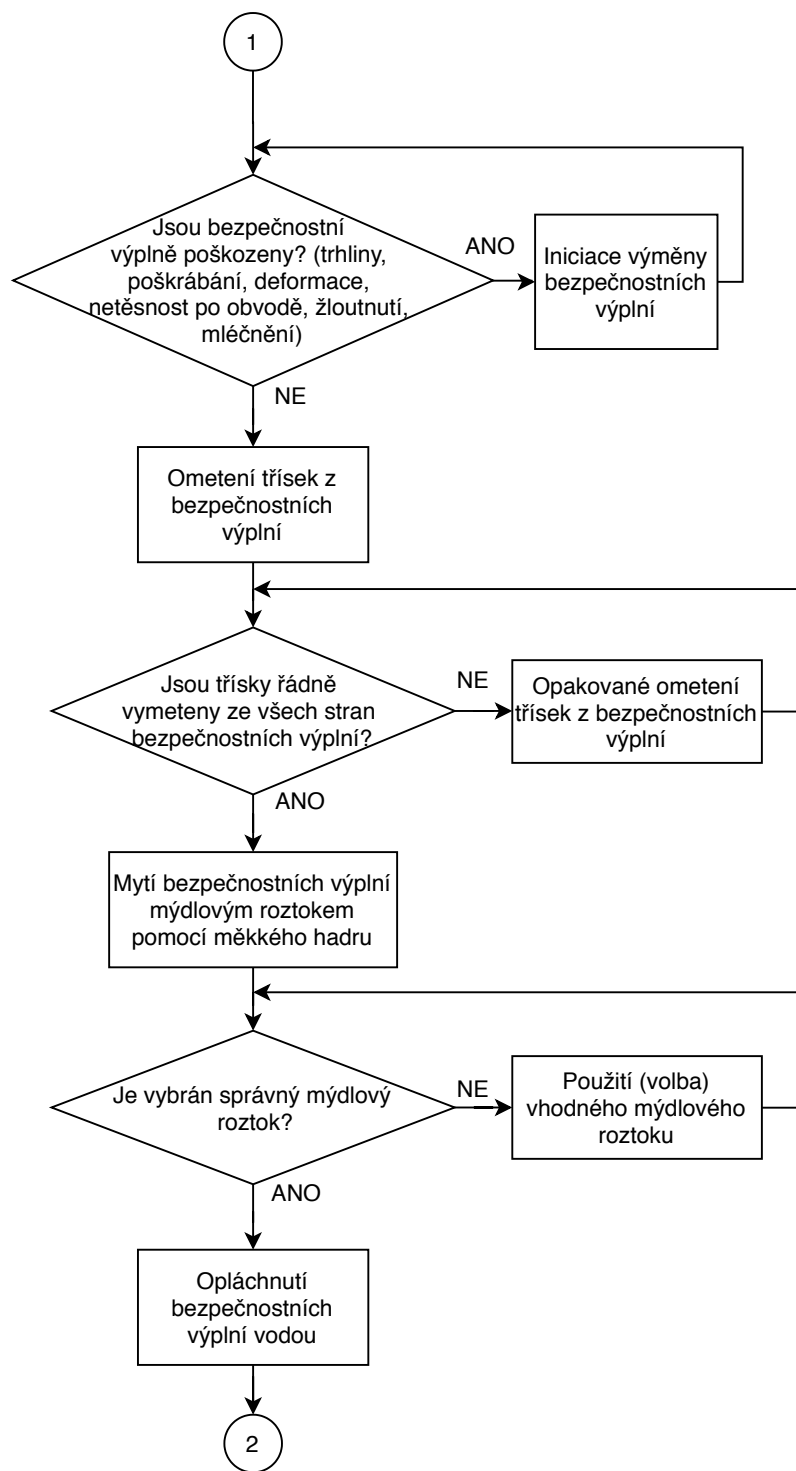 1
Jsou bezpečnostní
výplně poškozeny? (trhliny,
poškrábání, deformace,
netěsnost po obvodě, žloutnutí,
mléčnění)
ANO
Iniciace výměny
bezpečnostních
výplní
NE
Ometení třísek z
bezpečnostních
výplní
Jsou třísky řádně
vymeteny ze všech stran
bezpečnostních výplní?
NE
Opakované ometení
třísek z bezpečnostních
výplní
ANO
Mytí bezpečnostních výplní
mýdlovým roztokem
pomocí měkkého hadru
Je vybrán správný mýdlový
roztok?
NE
Použití (volba)
vhodného mýdlového
roztoku
ANO
Opláchnutí
bezpečnostních
výplní vodou
2